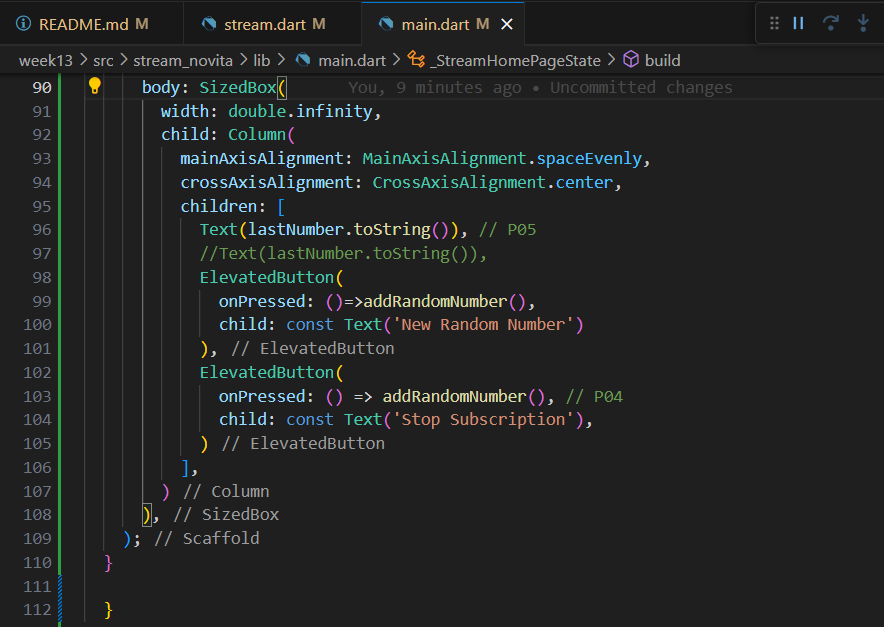 README.md M stream.dart M main.dart M
week13 > src > stream_novita > lib > main.dart > _StreamHomePageState > build
90 body: SizedBox( You, 9 minutes ago • Uncommitted changes
91 width: double.infinity,
92 child: Column(
93 mainAxisAlignment: MainAxisAlignment.spaceEvenly,
94 crossAxisAlignment: CrossAxisAlignment.center,
95 children: [
96 Text(lastNumber.toString()), // P05
97 //Text(lastNumber.toString()),
98 ElevatedButton(
99 onPressed: ()=>addRandomNumber(),
100 child: const Text('New Random Number')
101 ), // ElevatedButton
102 ElevatedButton(
103 onPressed: () => addRandomNumber(), // P04
104 child: const Text('Stop Subscription'),
105 ) // ElevatedButton
106 ],
107 ) // Column
108 ), // SizedBox
109 ); // Scaffold
110 }
111
112 }